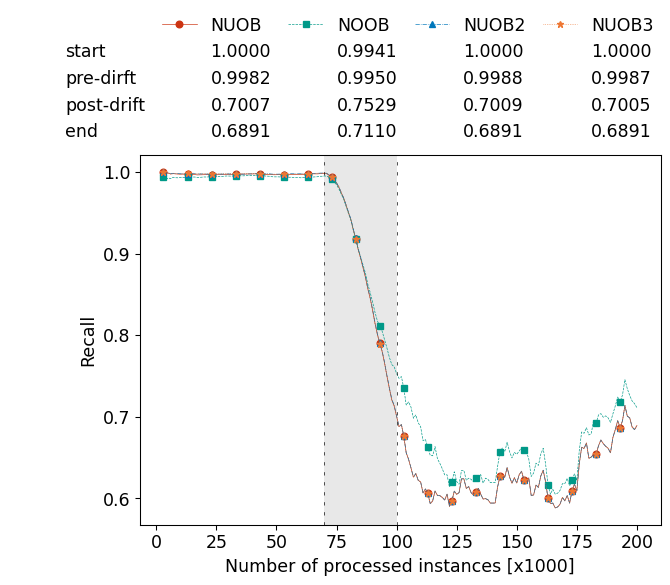 NUOB NOOB NUOB2 NUOB3
start 1.0000 0.9941 1.0000 1.0000
pre-dirft 0.9982 0.9950 0.9988 0.9987
post-drift 0.7007 0.7529 0.7009 0.7005
end 0.6891 0.7110 0.6891 0.6891
1.0
0.9
0.8
0.7
0.6
Recall
0 25 50 75 100 125 150 175 200
Number of processed instances [x1000]